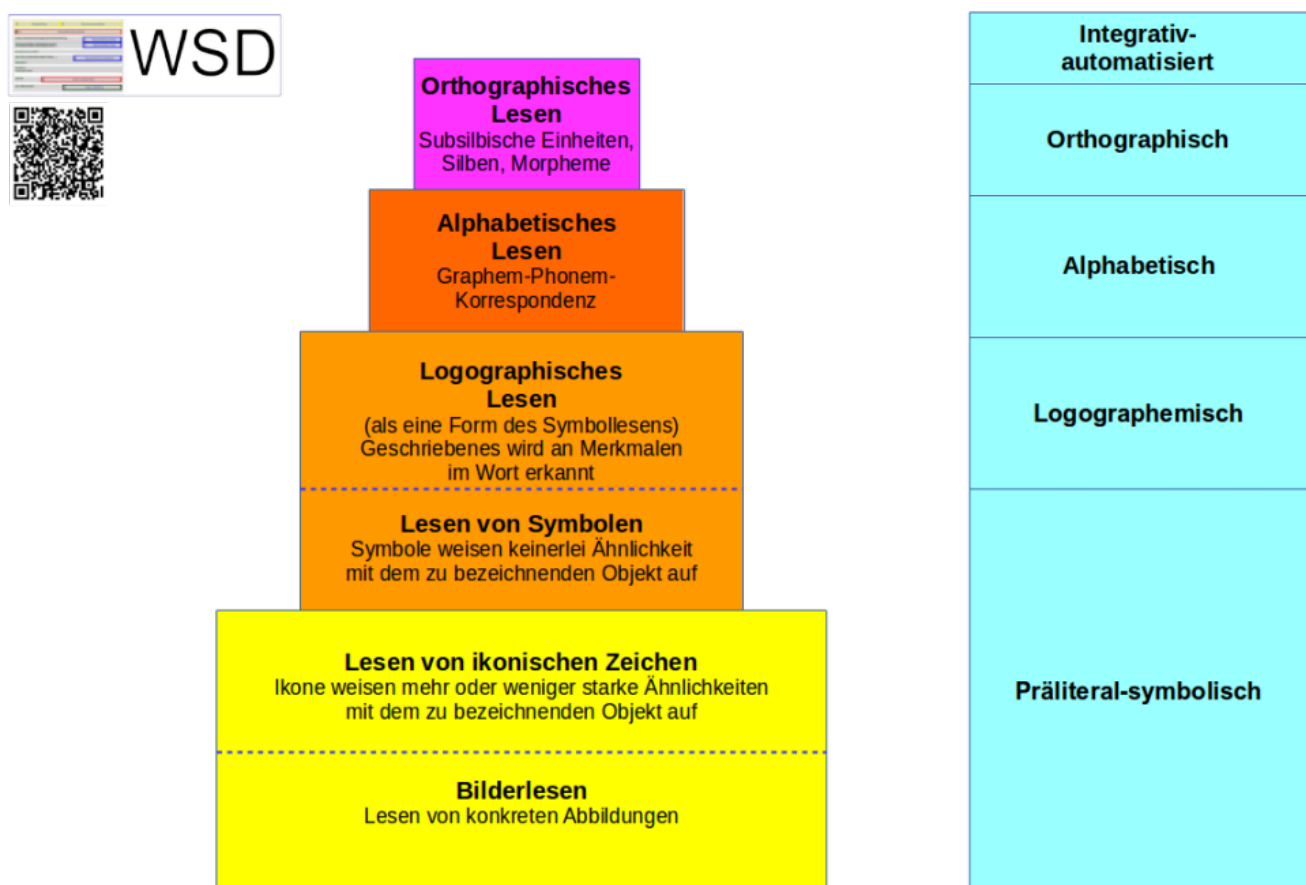 WSD
Orthographisches
Lesen
Subsilbische Einheiten,
Silben, Morpheme
Alphabetisches
Lesen
Graphem-Phonem-
Korrespondenz
Logographisches
Lesen
(als eine Form des Symbollesens)
Geschriebenes wird an Merkmalen
im Wort erkannt
Lesen von Symbolen
Symbole weisen keinerlei Ähnlichkeit
mit dem zu bezeichnenden Objekt auf
Lesen von ikonischen Zeichen
Ikone weisen mehr oder weniger starke Ähnlichkeiten
mit dem zu bezeichnenden Objekt auf
Bilderlesen
Lesen von konkreten Abbildungen
Integrativ-
automatisiert
Orthographisch
Alphabetisch
Logographemisch
Präliteral-symbolisch